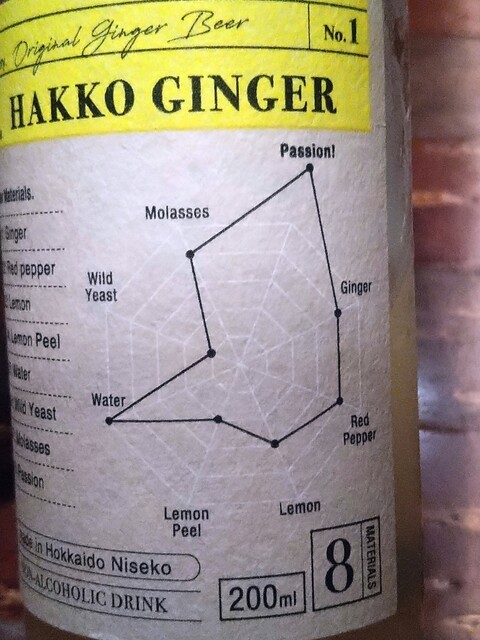 Original Ginger Beer
No.1
HAKKO GINGER
Materials.
Ginger
Red pepper
Lemon
Lemon Peel
Water
Wild Yeast
Molasses
Passion
Passion!
Molasses
Ginger
Wild
Yeast
Water
Red
Pepper
Lemon
Peel
Lemon
Made in Hokkaido Niseko
NON-ALCOHOLIC DRINK
200ml
8
MATERIALS